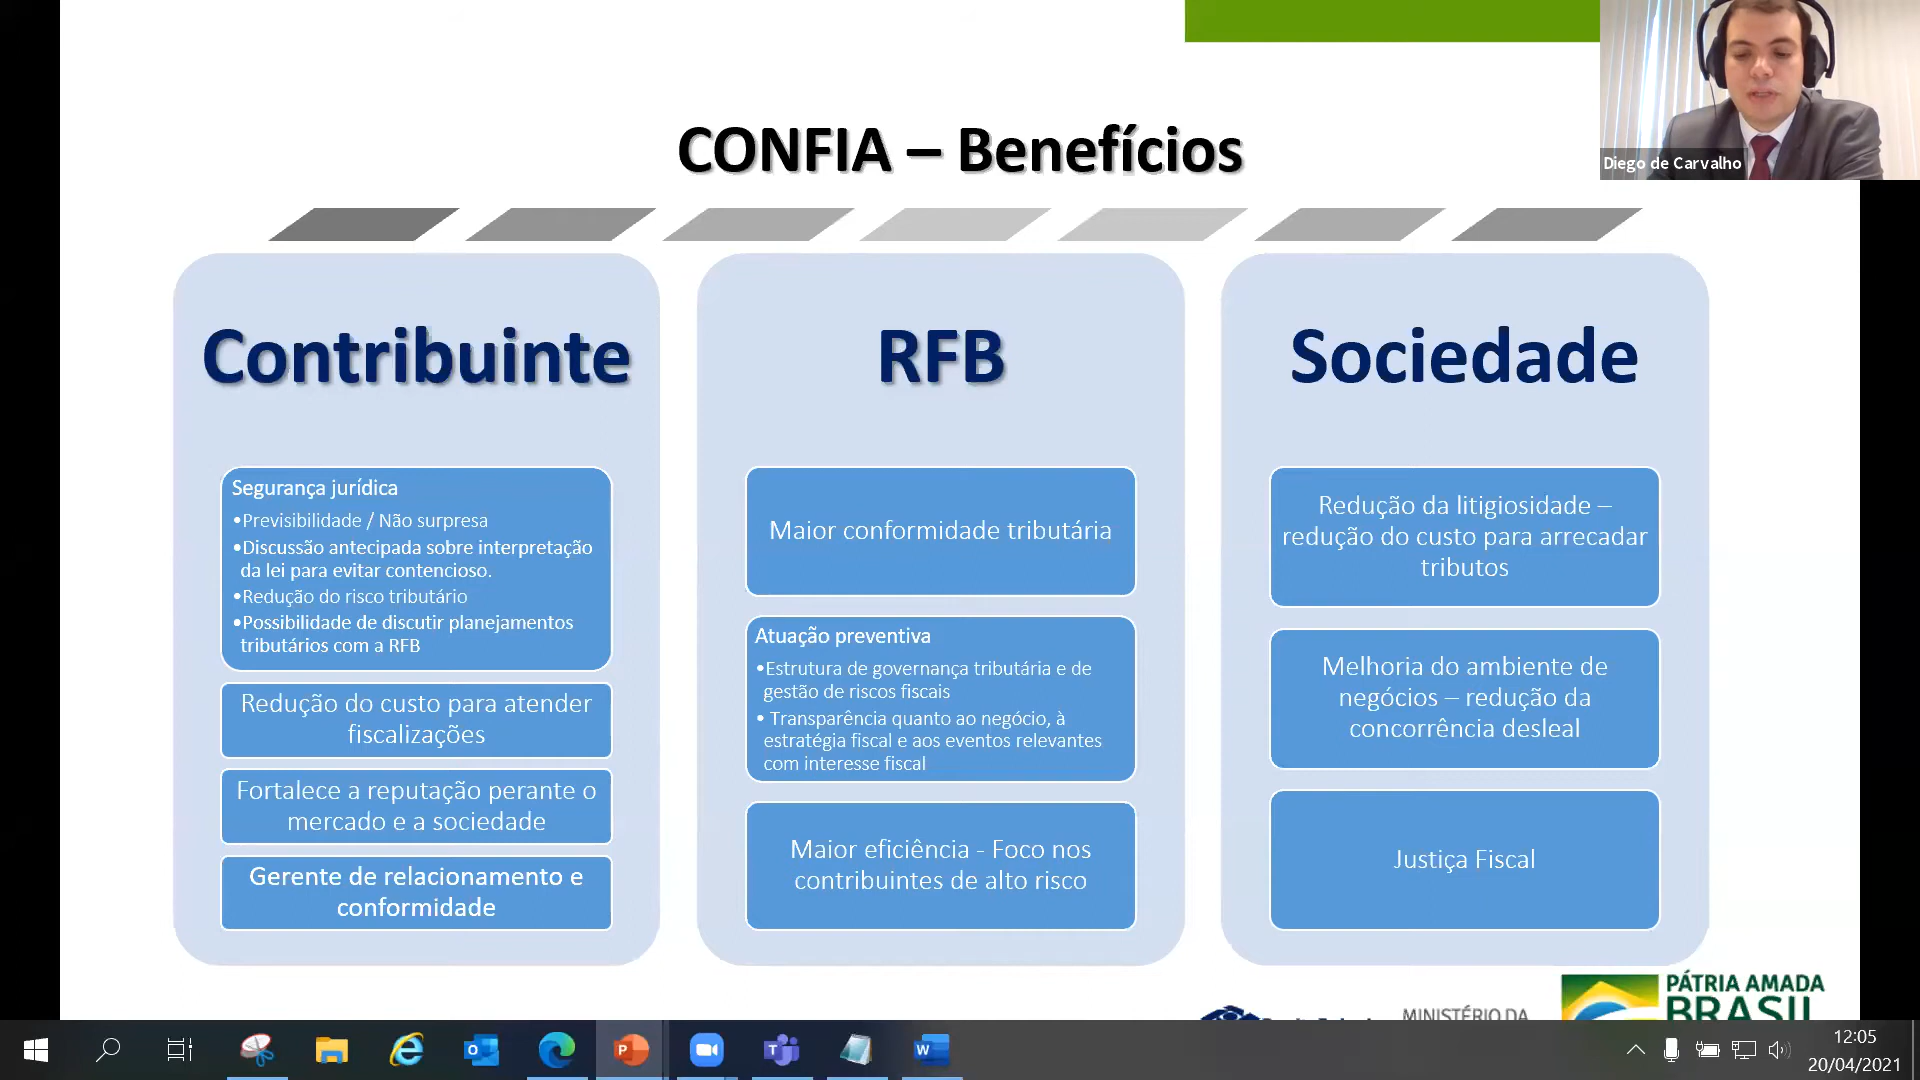 CONFIA – Benefícios
Diego de Carvalho
Contribuinte
Segurança jurídica
•Previsibilidade / Não surpresa
•Discussão antecipada sobre interpretação
da lei para evitar contencioso.
•Redução do risco tributário
•Possibilidade de discutir planejamentos
tributários com a RFB
Redução do custo para atender
fiscalizações
Fortalece a reputação perante o
mercado e a sociedade
Gerente de relacionamento e
conformidade
RFB
Maior conformidade tributária
Atuação preventiva
•Estrutura de governança tributária e de
gestão de riscos fiscais
• Transparência quanto ao negócio, à
estratégia fiscal e aos eventos relevantes
com interesse fiscal
Maior eficiência - Foco nos
contribuintes de alto risco
Sociedade
Redução da litigiosidade –
redução do custo para arrecadar
tributos
Melhoria do ambiente de
negócios – redução da
concorrência desleal
Justiça Fiscal
MINISTÉRIO DA
PÁTRIA AMADA
BRASIL
12:05
20/04/2021